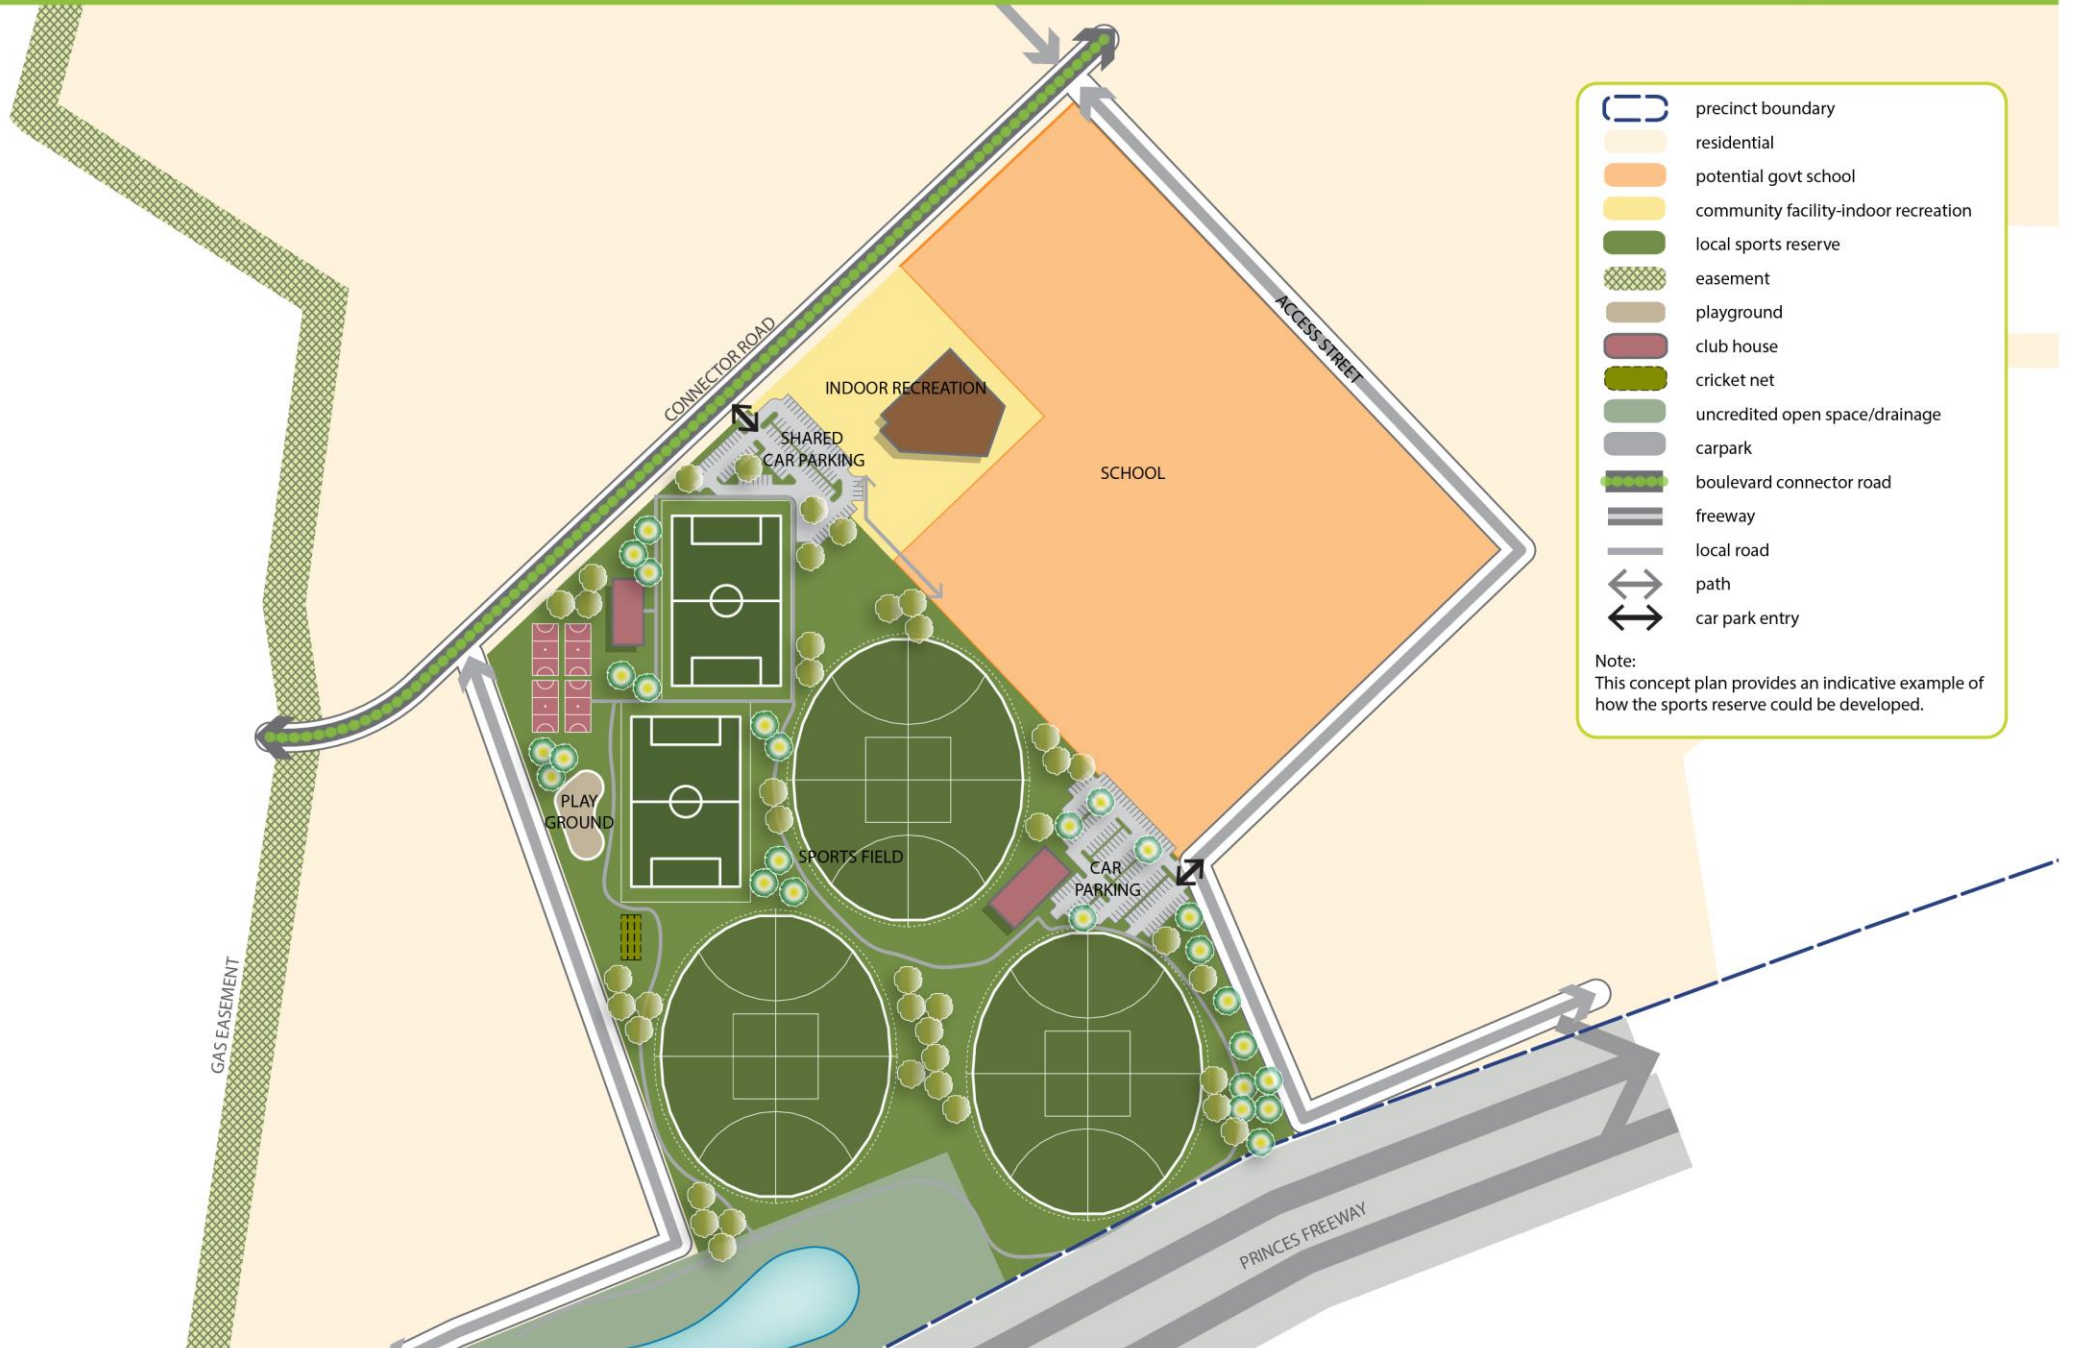 CONNECTOR ROAD
ACCESS STREET
INDOOR RECREATION
SHARED
CAR PARKING
SCHOOL
PLAY
GROUND
SPORTS FIELD
CAR
PARKING
GAS EASEMENT
PRINCES FREEWAY
precinct boundary
residential
potential govt school
community facility-indoor recreation
local sports reserve
easement
playground
club house
cricket net
uncredited open space/drainage
carpark
boulevard connector road
freeway
local road
path
car park entry
Note:
This concept plan provides an indicative example of
how the sports reserve could be developed.